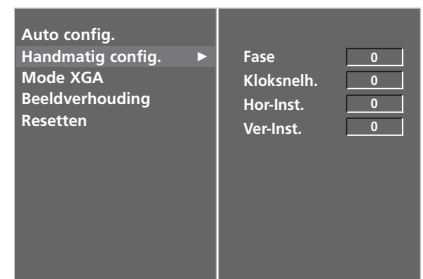 Auto config.
Handmatig config. ►
Mode XGA
Beeldverhouding
Resetten
Fase 0
Kloksnelh. 0
Hor-Inst. 0
Ver-Inst. 0